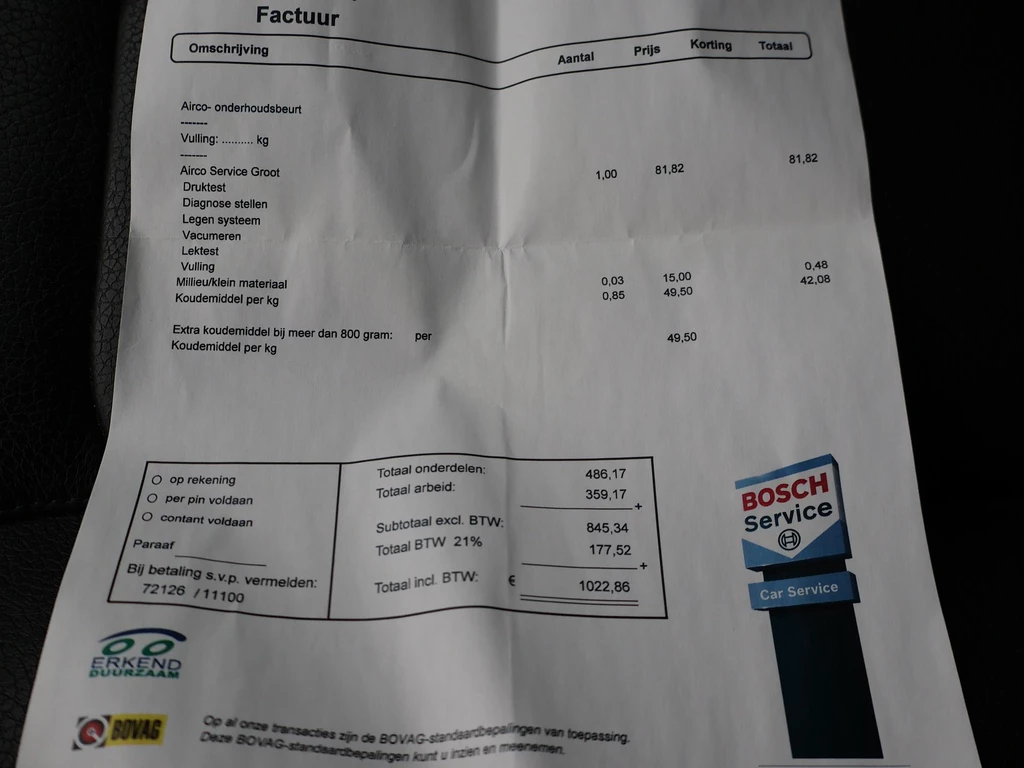 Factuur
Omschrijving Aantal Prijs Korting Totaal
Airco- onderhoudsbeurt
-------
Vulling: .......... kg
-------
Airco Service Groot 1,00 81,82 81,82
Druktest
Diagnose stellen
Legen systeem
Vacumeren
Lektest
Vulling
Millieu/klein materiaal 0,03 15,00 0,48
Koudemiddel per kg 0,85 49,50 42,08
Extra koudemiddel bij meer dan 800 gram: per 49,50
Koudemiddel per kg
O op rekening
O per pin voldaan
O contant voldaan
Paraaf
Bij betaling s.v.p. vermelden:
72126 / 11100
Totaal onderdelen: 486,17
Totaal arbeid: 359,17 +
Subtotaal excl. BTW: 845,34
Totaal BTW 21% 177,52 +
Totaal incl. BTW: € 1022,86
BOSCH
Service
Car Service
ERKEND
DUURZAAM
BOVAG
Op al onze transacties zijn de BOVAG-standaardbepalingen van toepassing.
Deze BOVAG-standaardbepalingen kunt u inzien en meenemen.